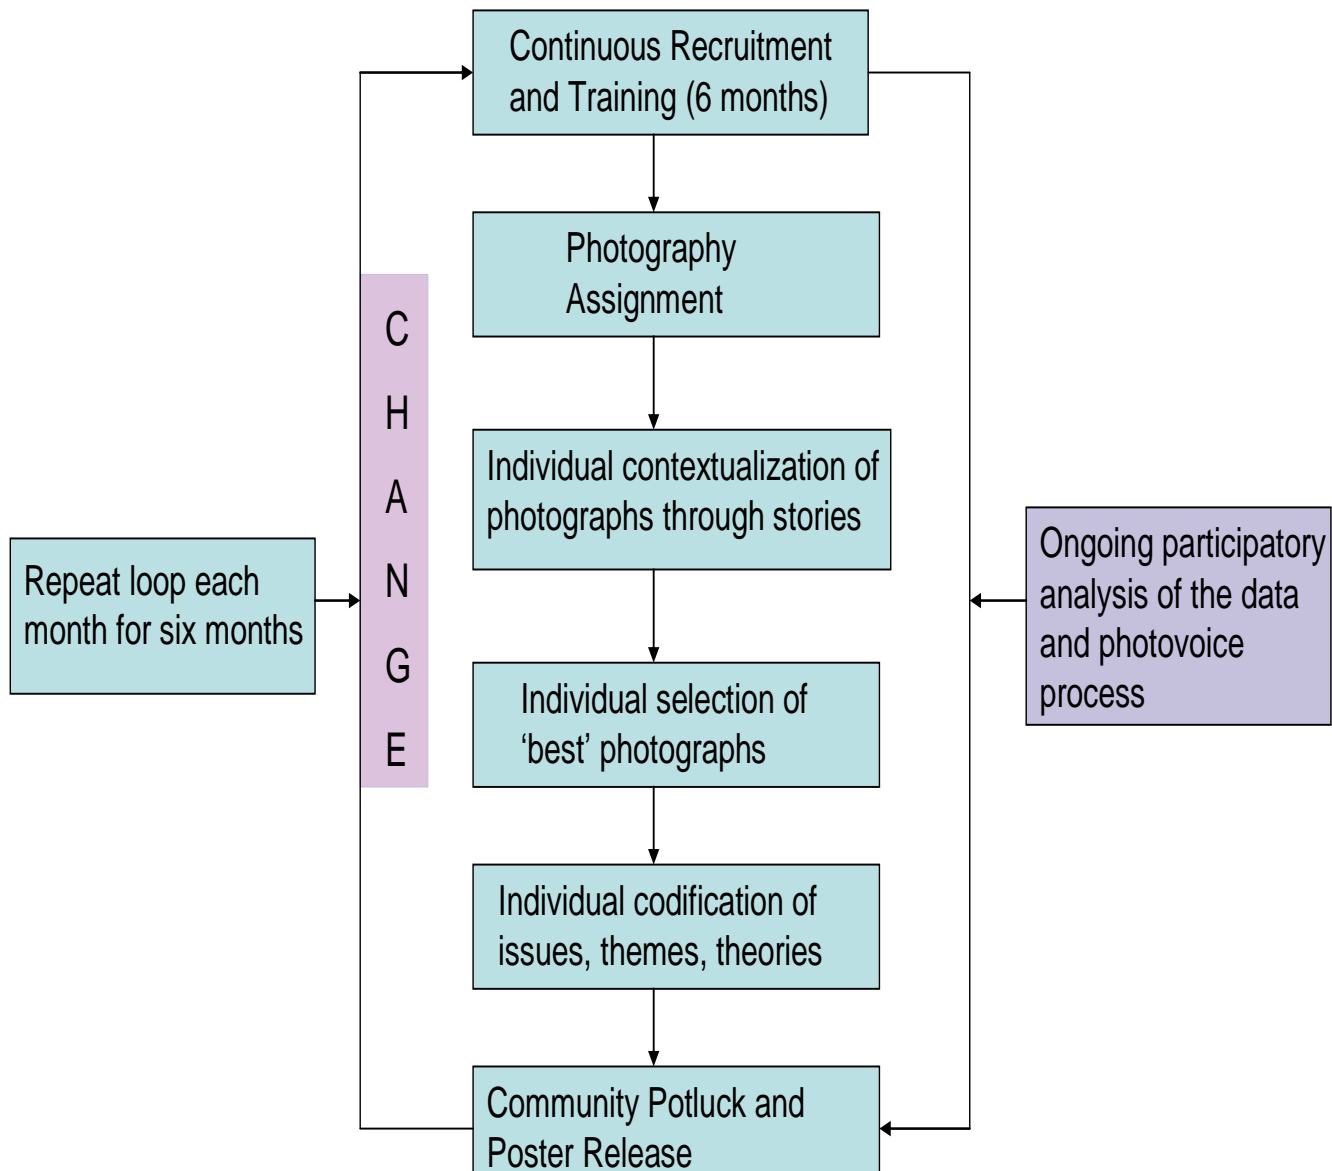 Continuous Recruitment
and Training (6 months)
Photography
Assignment
C
H
A
N
G
E
Individual contextualization of
photographs through stories
Repeat loop each
month for six months
Ongoing participatory
analysis of the data
and photovoice
process
Individual selection of
‘best’ photographs
Individual codification of
issues, themes, theories
Community Potluck and
Poster Release